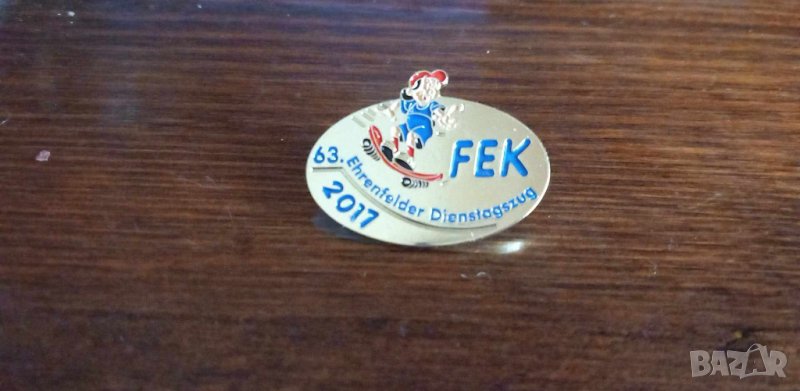 FEK
63. Ehrenfelder Dienstagszug
2017
BAZAR